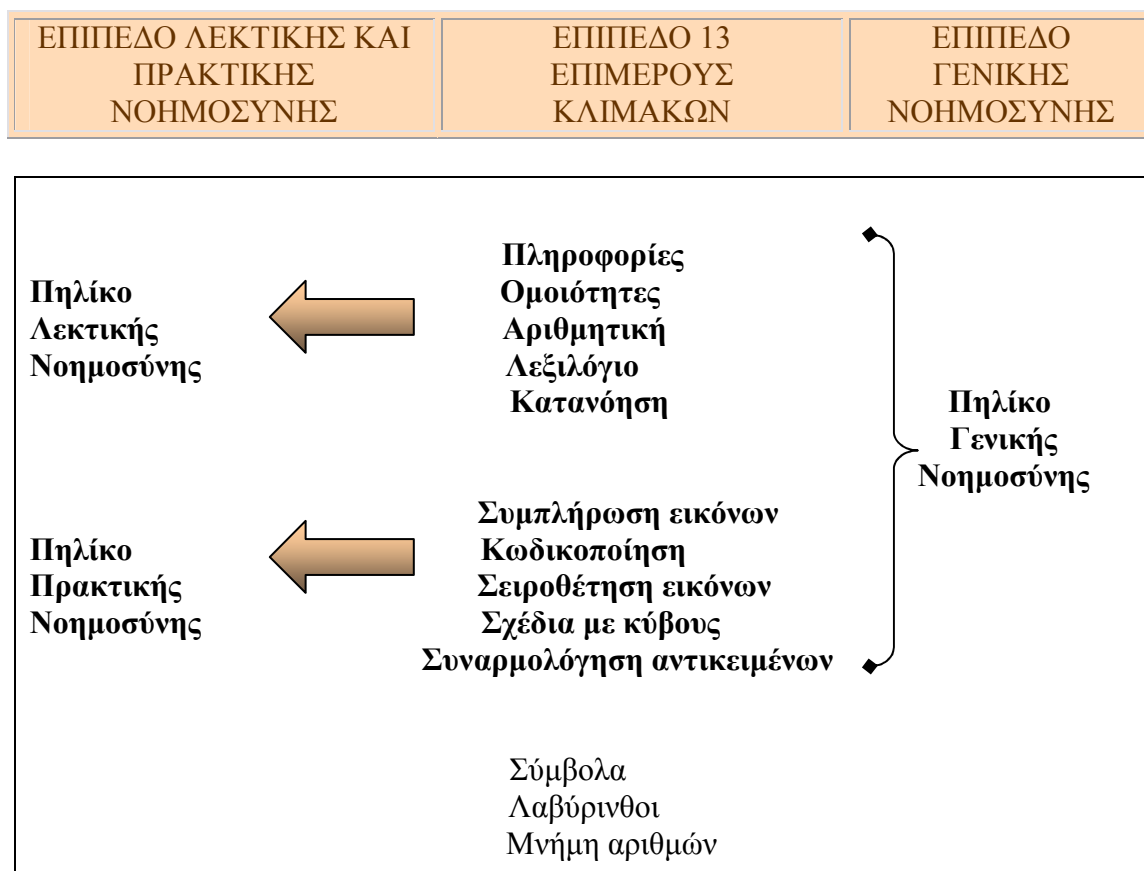 ΕΠΙΠΕΔΟ ΛΕΚΤΙΚΗΣ ΚΑΙ
ΠΡΑΚΤΙΚΗΣ
ΝΟΗΜΟΣΥΝΗΣ
ΕΠΙΠΕΔΟ 13
ΕΠΙΜΕΡΟΥΣ
ΚΛΙΜΑΚΩΝ
ΕΠΙΠΕΔΟ
ΓΕΝΙΚΗΣ
ΝΟΗΜΟΣΥΝΗΣ
Πηλίκο
Λεκτικής
Νοημοσύνης
Πληροφορίες
Ομοιότητες
Αριθμητική
Λεξιλόγιο
Κατανόηση
Πηλίκο
Γενικής
Νοημοσύνης
Πηλίκο
Πρακτικής
Νοημοσύνης
Συμπλήρωση εικόνων
Κωδικοποίηση
Σειροθέτηση εικόνων
Σχέδια με κύβους
Συναρμολόγηση αντικειμένων
Σύμβολα
Λαβύρινθοι
Μνήμη αριθμών